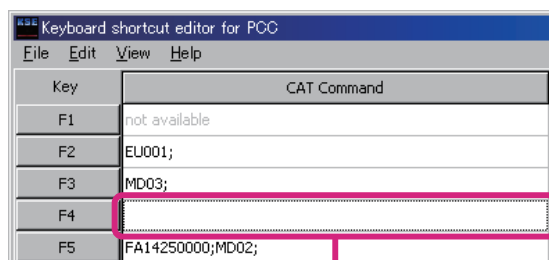 KSE Keyboard shortcut editor for PCC
File Edit View Help
Key CAT Command
F1 not available
F2 EU001;
F3 MD03;
F4
F5 FA14250000;MD02;